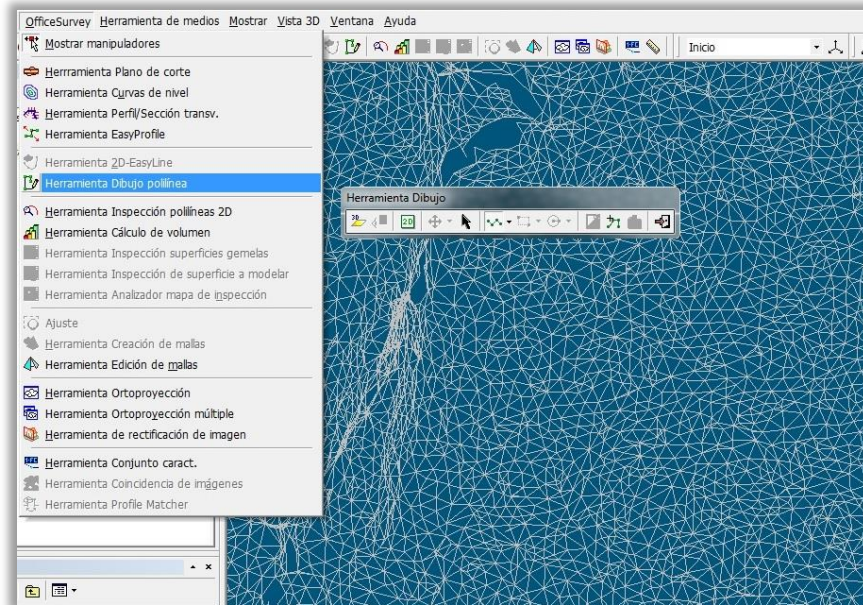 OfficeSurvey Herramienta de medios Mostrar Vista 3D Ventana Ayuda
Mostrar manipuladores
Inicio
Herrramienta Plano de corte
Herramienta Curvas de nivel
Herramienta Perfil/Sección transv.
Herramienta EasyProfile
Herramienta 2D-EasyLine
Herramienta Dibujo polilínea
Herramienta Dibujo
3D
2D
Herramienta Inspección polilíneas 2D
Herramienta Cálculo de volumen
Herramienta Inspección superficies gemelas
Herramienta Inspección de superficie a modelar
Herramienta Analizador mapa de inspección
Ajuste
Herramienta Creación de mallas
Herramienta Edición de mallas
Herramienta Ortoproyección
Herramienta Ortoproyección múltiple
Herramienta de rectificación de imagen
Herramienta Conjunto caract.
Herramienta Coincidencia de imágenes
Herramienta Profile Matcher